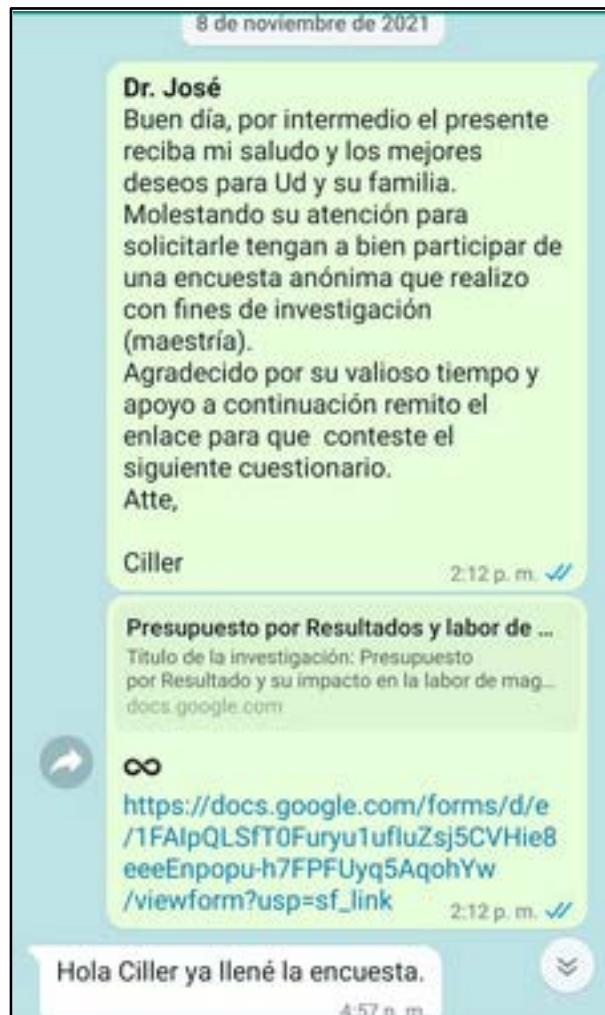 8 de noviembre de 2021
Dr. José
Buen día, por intermedio el presente
reciba mi saludo y los mejores
deseos para Ud y su familia.
Molestando su atención para
solicitarle tengan a bien participar de
una encuesta anónima que realizo
con fines de investigación
(maestría).
Agradecido por su valioso tiempo y
apoyo a continuación remito el
enlace para que conteste el
siguiente cuestionario.
Atte,
Ciller
2:12 p. m.
Presupuesto por Resultados y labor de ...
Titulo de la investigación: Presupuesto
por Resultado y su impacto en la labor de mag...
docs.google.com
∞
https://docs.google.com/forms/d/e
/1FAIpQLSfT0Furyu1ufluZsj5CVHie8
eeeEnpopu-h7FPFUyq5AqohYw
/viewform?usp=sf_link
2:12 p. m.
Hola Ciller ya llené la encuesta.
4:57 p. m.